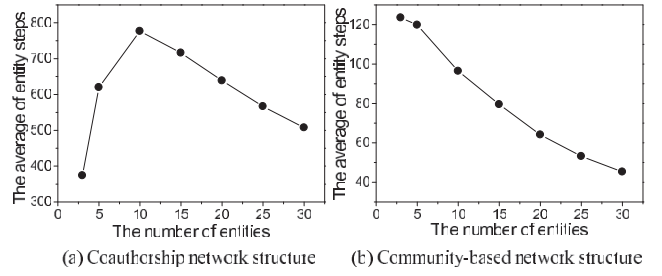 The average of entity steps
800
700
600
500
400
300
0 5 10 15 20 25 30
The number of entities
(a) Coauthorship network structure
The average of entity steps
120
100
80
60
40
0 5 10 15 20 25 30
The number of entities
(b) Community-based network structure